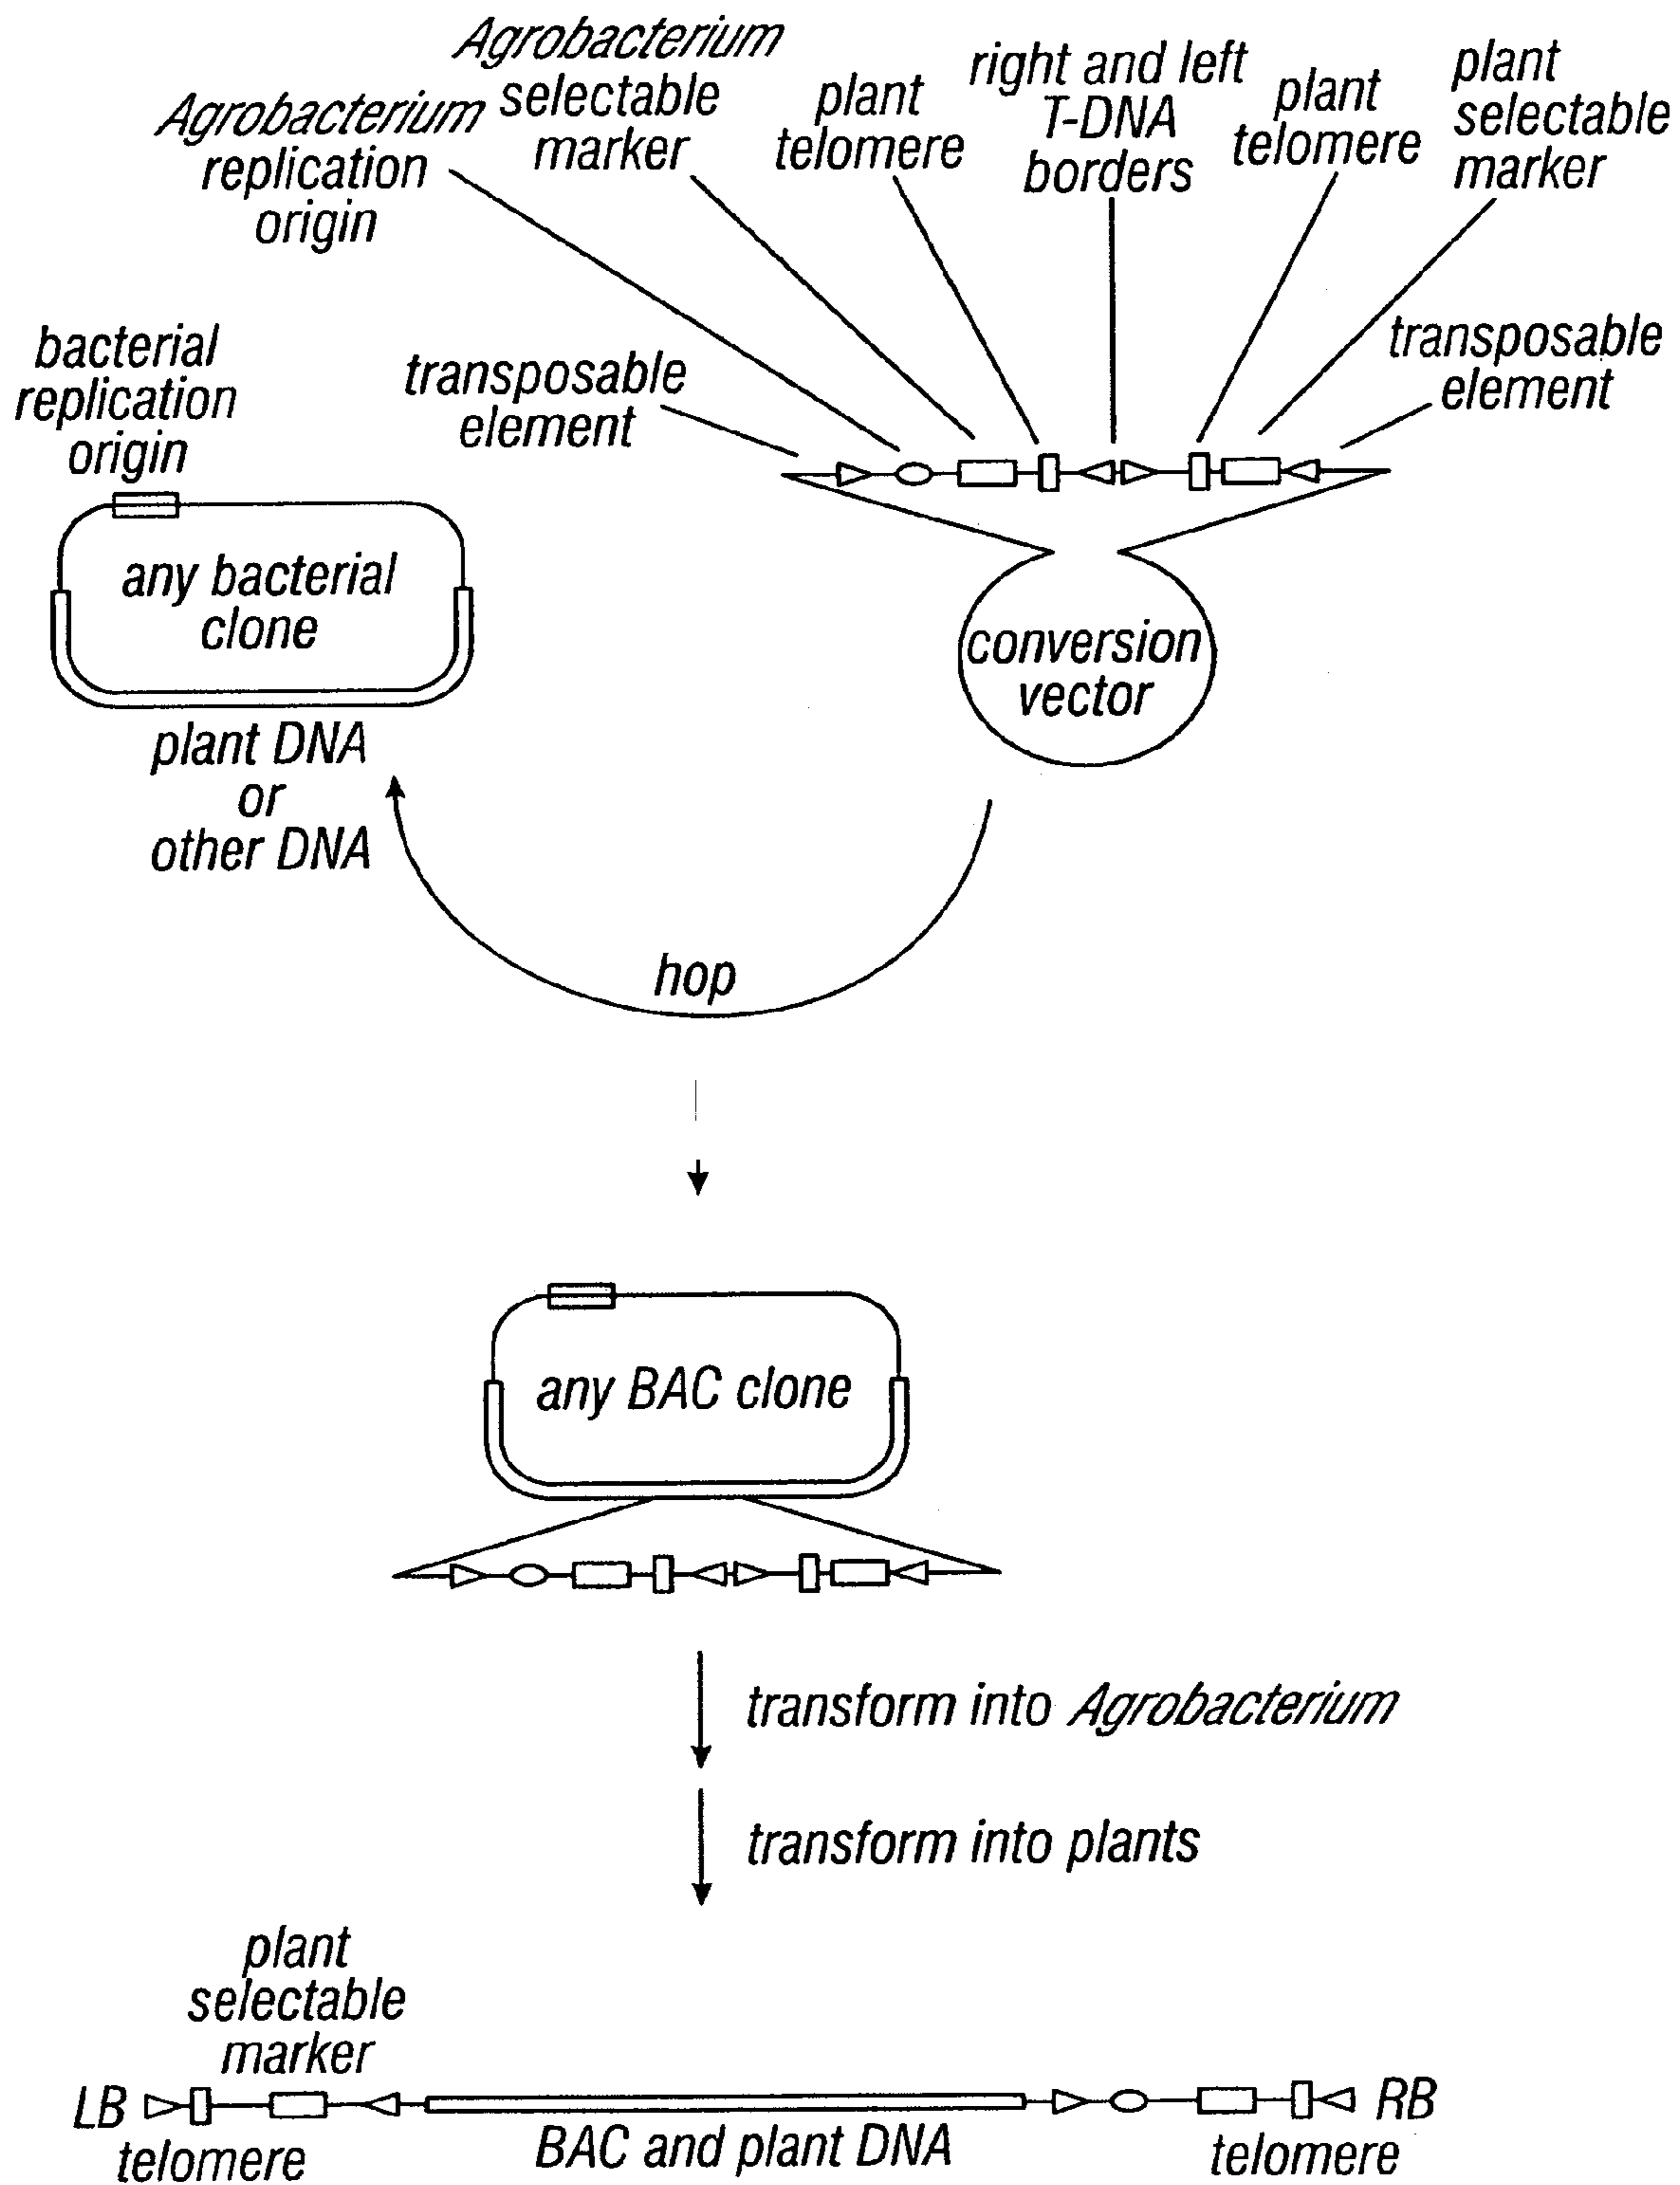 Agrobacterium
selectable
marker
Agrobacterium
replication
origin
plant
telomere
right and left
T-DNA
borders
plant
telomere
plant
selectable
marker
bacterial
replication
origin
transposable
element
transposable
element
any bacterial
clone
conversion
vector
plant DNA
or
other DNA
hop
any BAC clone
transform into Agrobacterium
transform into plants
plant
selectable
marker
LB
RB
telomere
BAC and plant DNA
telomere